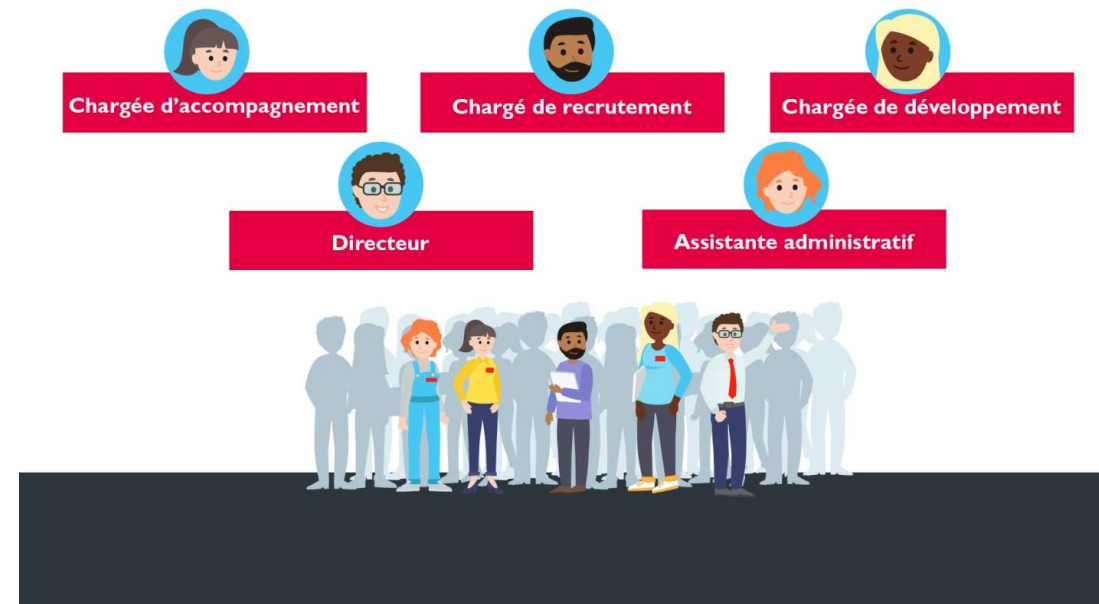 Chargée d'accompagnement
Chargé de recrutement
Chargée de développement
Directeur
Assistante administratif